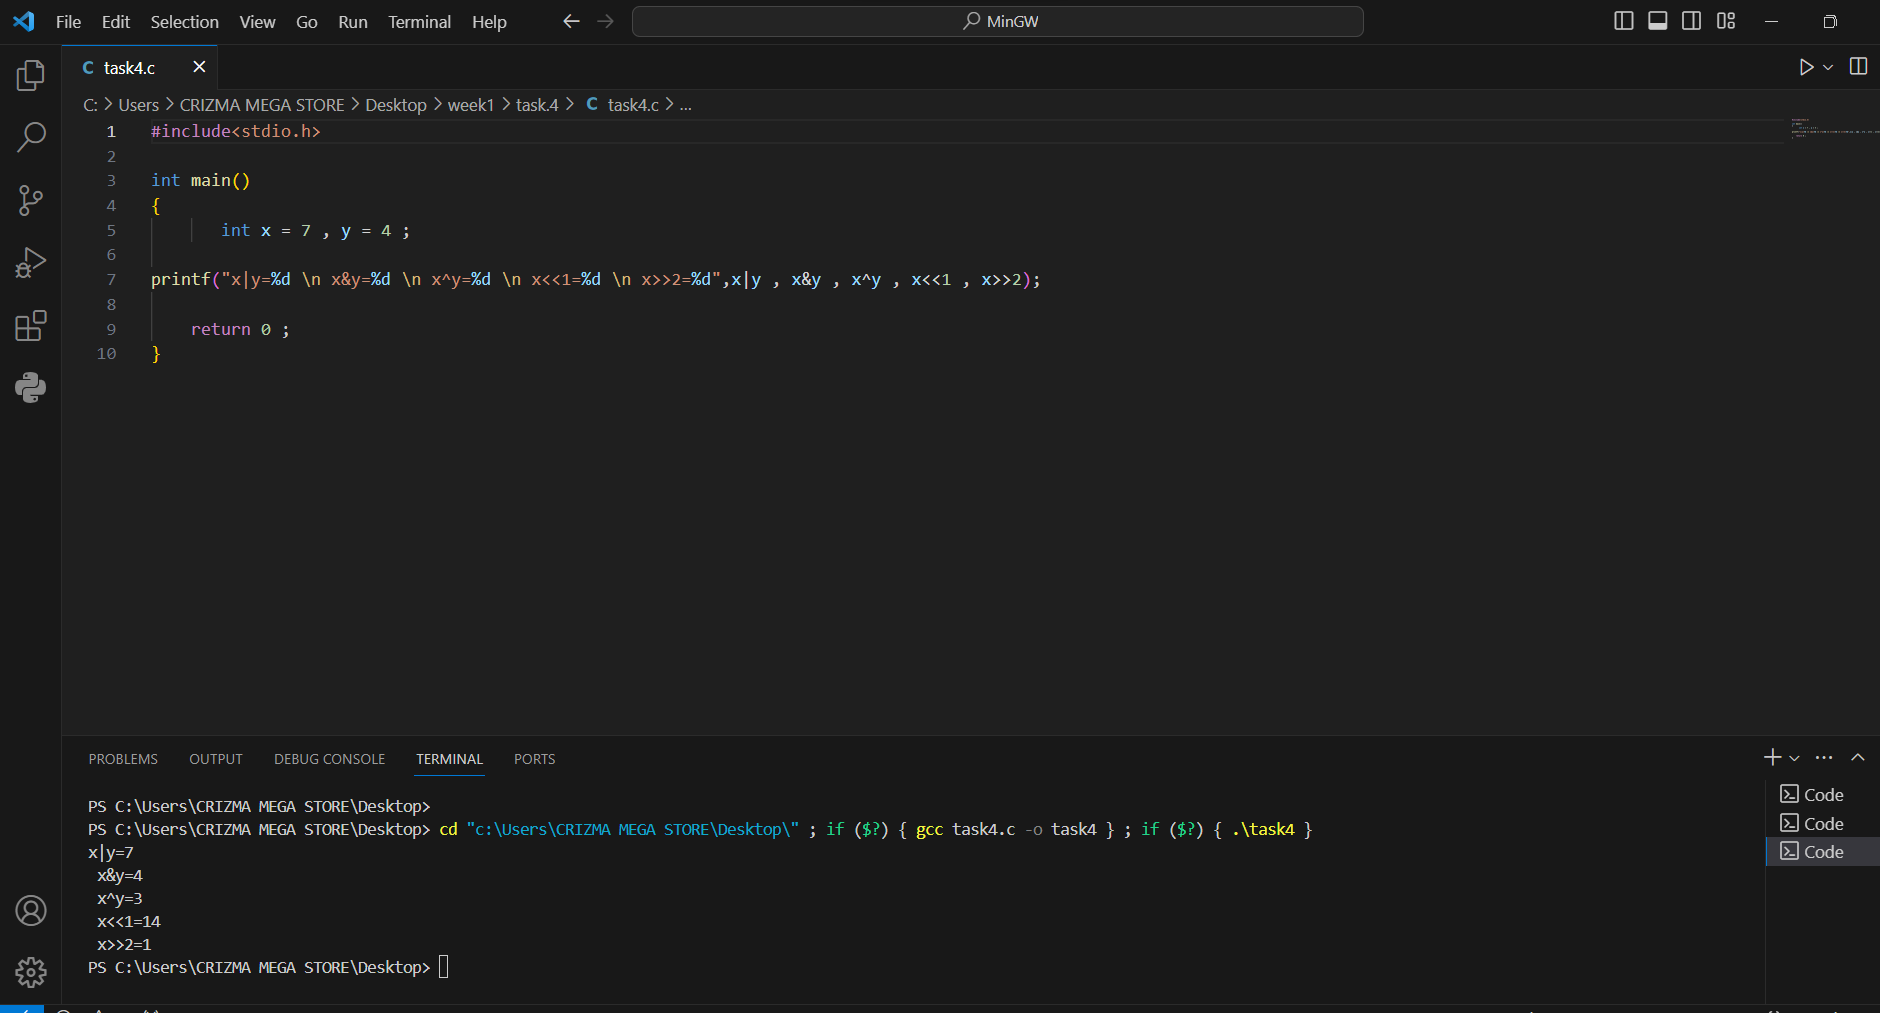 File Edit Selection View Go Run Terminal Help MinGW
C task4.c
C: > Users > CRIZMA MEGA STORE > Desktop > week1 > task.4 > C task4.c > ...
1 #include<stdio.h>
2
3 int main()
4 {
5 int x = 7 , y = 4 ;
6
7 printf("x|y=%d \n x&y=%d \n x^y=%d \n x<<1=%d \n x>>2=%d",x|y , x&y , x^y , x<<1 , x>>2);
8
9 return 0 ;
10 }
PROBLEMS OUTPUT DEBUG CONSOLE TERMINAL PORTS
PS C:\Users\CRIZMA MEGA STORE\Desktop>
PS C:\Users\CRIZMA MEGA STORE\Desktop> cd "c:\Users\CRIZMA MEGA STORE\Desktop\" ; if ($?) { gcc task4.c -o task4 } ; if ($?) { .\task4 }
x|y=7
x&y=4
x^y=3
x<<1=14
x>>2=1
PS C:\Users\CRIZMA MEGA STORE\Desktop>
Code
Code
Code